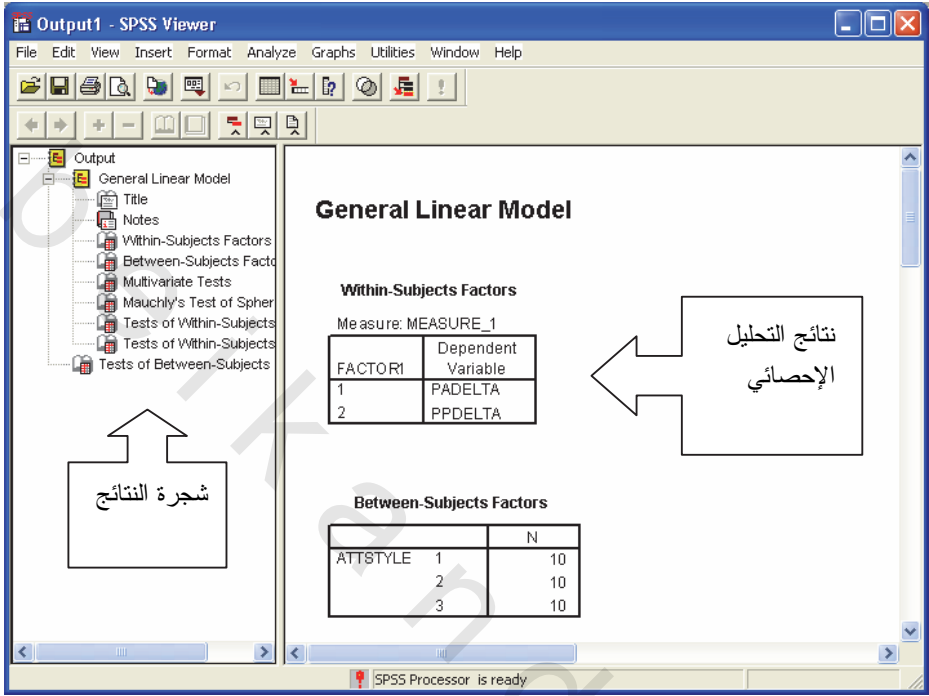 Output1 - SPSS Viewer
File Edit View Insert Format Analyze Graphs Utilities Window Help
Output
General Linear Model
Title
Notes
Within-Subjects Factors
Between-Subjects Facto
Multivariate Tests
Mauchly's Test of Spher
Tests of Within-Subjects
Tests of Within-Subjects
Tests of Between-Subjects
شجرة النتائج
General Linear Model
Within-Subjects Factors
Measure: MEASURE_1
FACTOR1 Dependent Variable
1 PADELTA
2 PPDELTA
نتائج التحليل
الإحصائي
Between-Subjects Factors
N
ATTSTYLE 1 10
2 10
3 10
SPSS Processor is ready